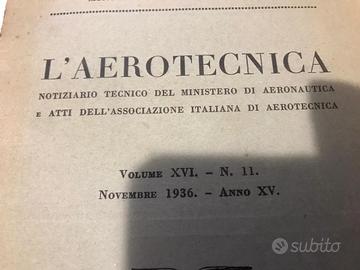 L'AEROTECNICA
NOTIZIARIO TECNICO DEL MINISTERO DI AERONAUTICA
E ATTI DELL'ASSOCIAZIONE ITALIANA DI AEROTECNICA
VOLUME XVI. - N. 11.
NOVEMBRE 1936. - ANNO XV.
subito